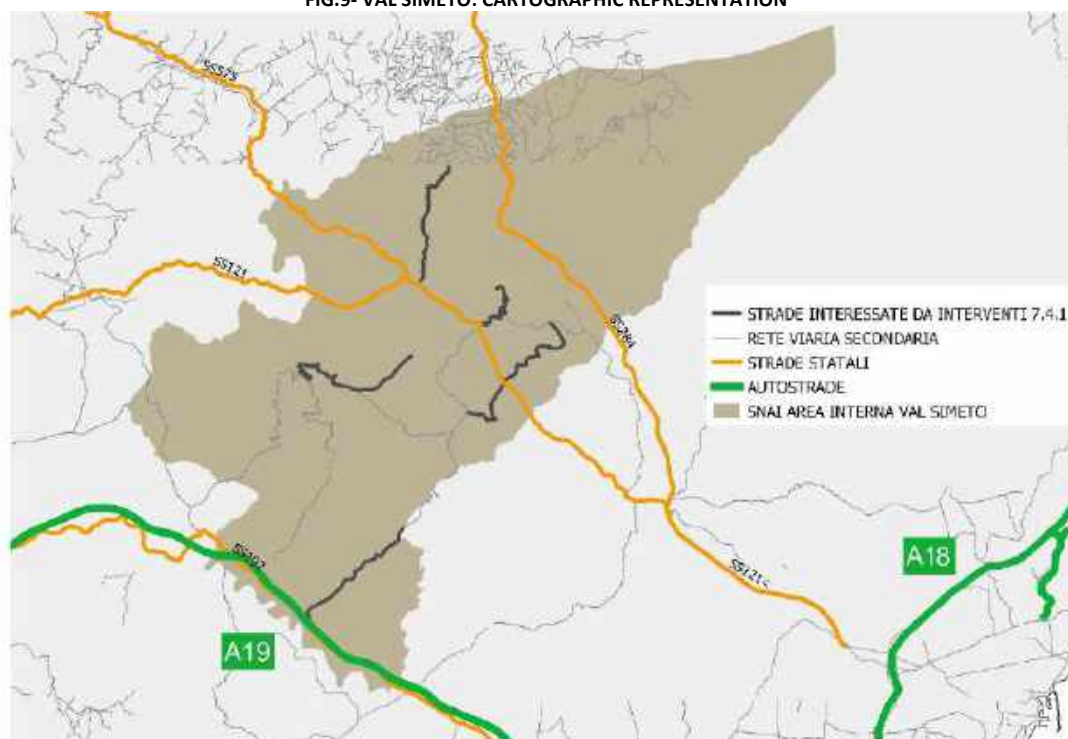 FIG.9- VAL SIMETO: CARTOGRAPHIC REPRESENTATION
SS575
SS121
SS284
STRADE INTERESSATE DA INTERVENTI 7.4.1
RETE VIARIA SECONDARIA
STRADE STATALI
AUTOSTRADE
SNAI AREA INTERNA VAL SIMETO
SS192
A18
A19